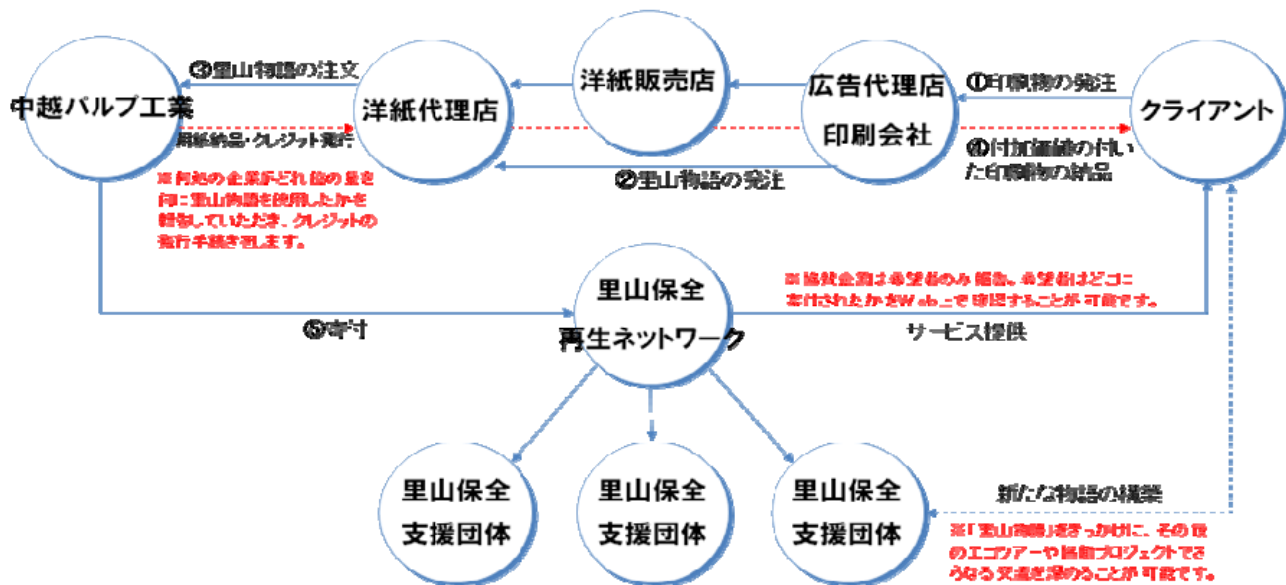 ③里山物語の注文
洋紙販売店
広告代理店
印刷会社
①印刷物の発注
中越パルプ工業
洋紙代理店
クライアント
用紙納品・クレジット発行
②里山物語の発注
④付加価値の付い
た印刷物の納品
※何処の企業がどれ位の量を
何に里山物語を使用したかを
報告していただき、クレジットの
発行手続きをします。
里山保全
再生ネットワーク
※協賛企業は希望者のみ報告、希望者はどこに
寄付されたかをWeb上で確認することが可能です。
⑤寄付
サービス提供
里山保全
支援団体
里山保全
支援団体
里山保全
支援団体
新たな物語の構築
※「里山物語」をきっかけに、その後
のエコツアーや協働プロジェクトでさ
らなる交流を深めることが可能です。